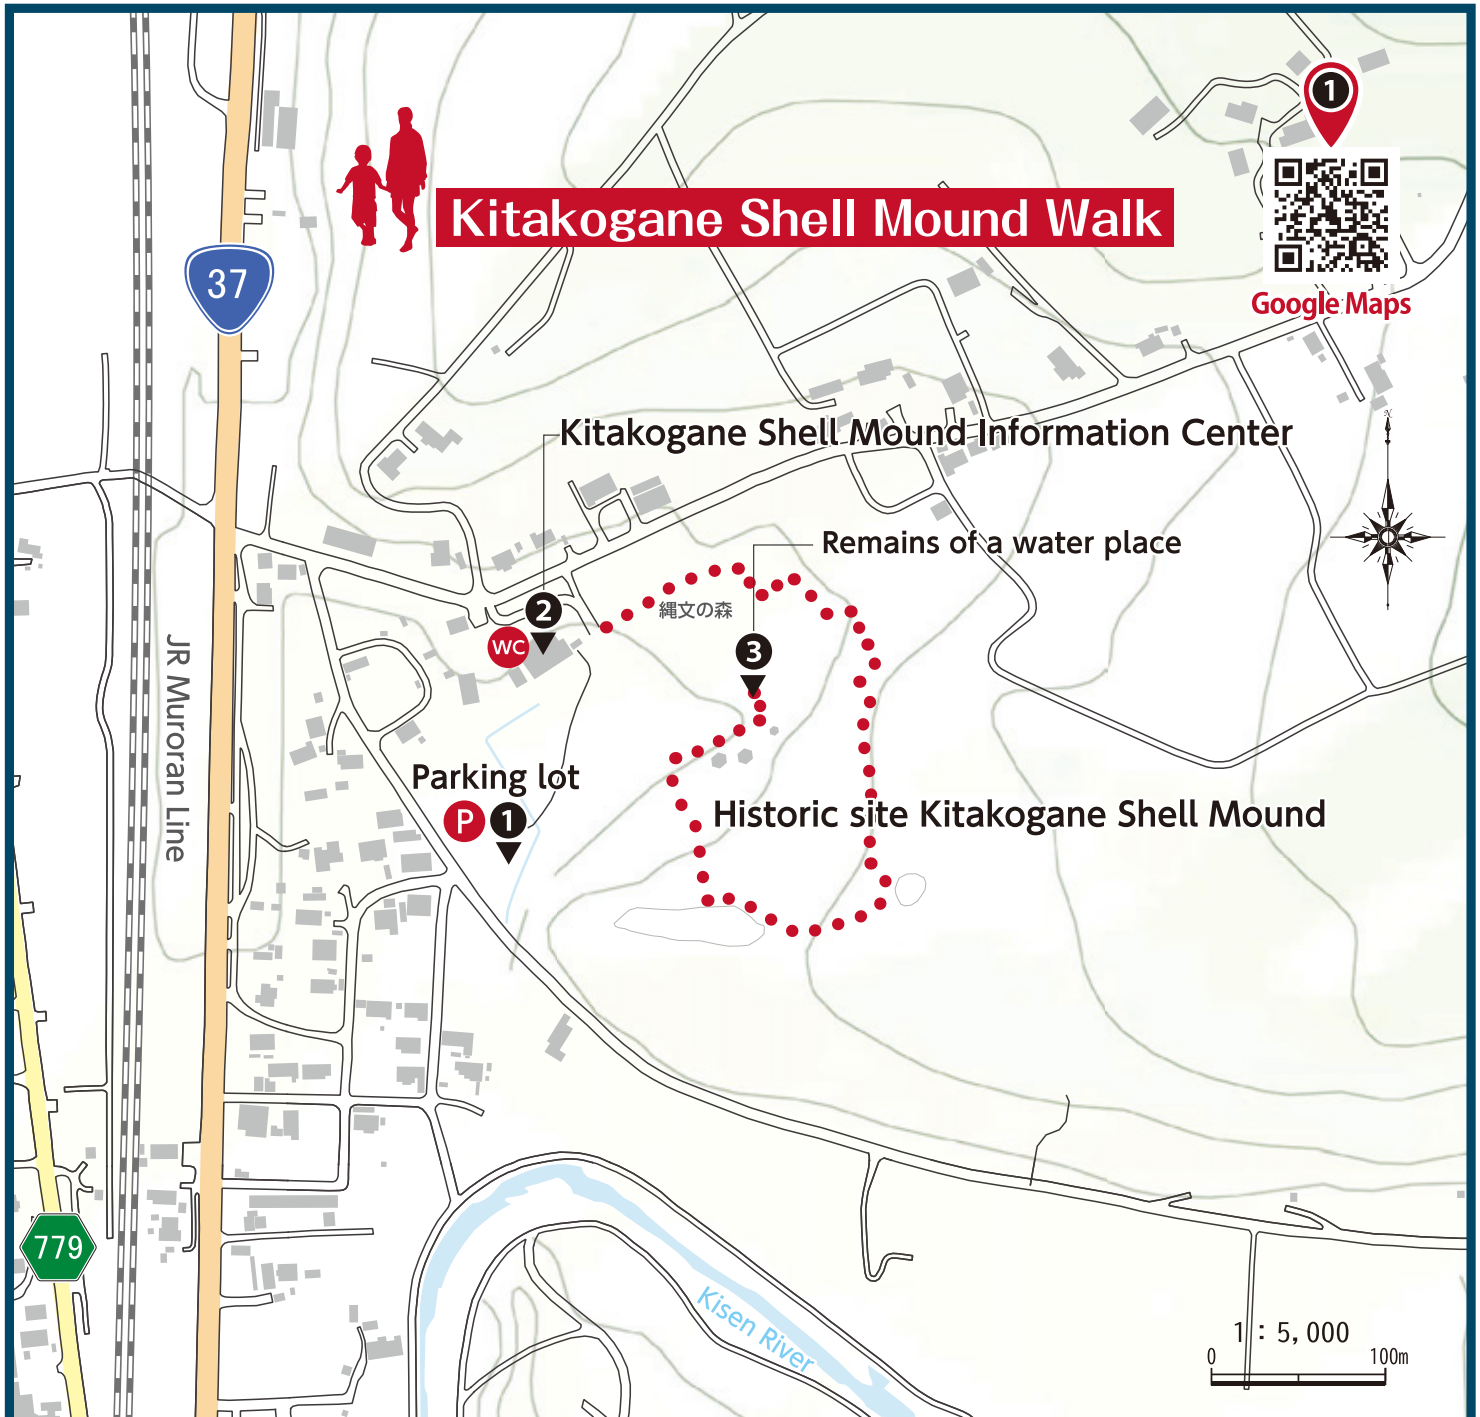 1
Kitakogane Shell Mound Walk
37
Google Maps
N
Kitakogane Shell Mound Information Center
Remains of a water place
2
縄文の森
WC
3
JR Muroran Line
Parking lot
P
1
Historic site Kitakogane Shell Mound
779
Kisen River
1 : 5,000
0
100m